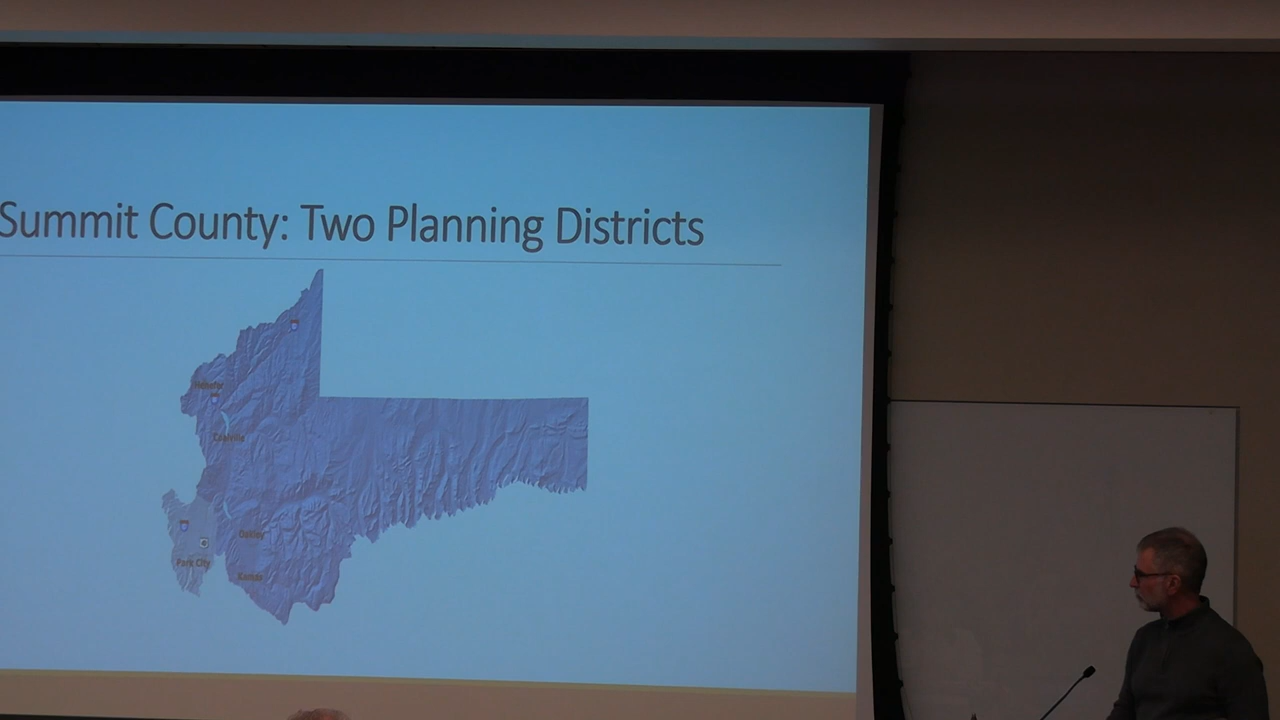 Summit County: Two Planning Districts
Henefer
Coalville
Oakley
Park City
Kamas